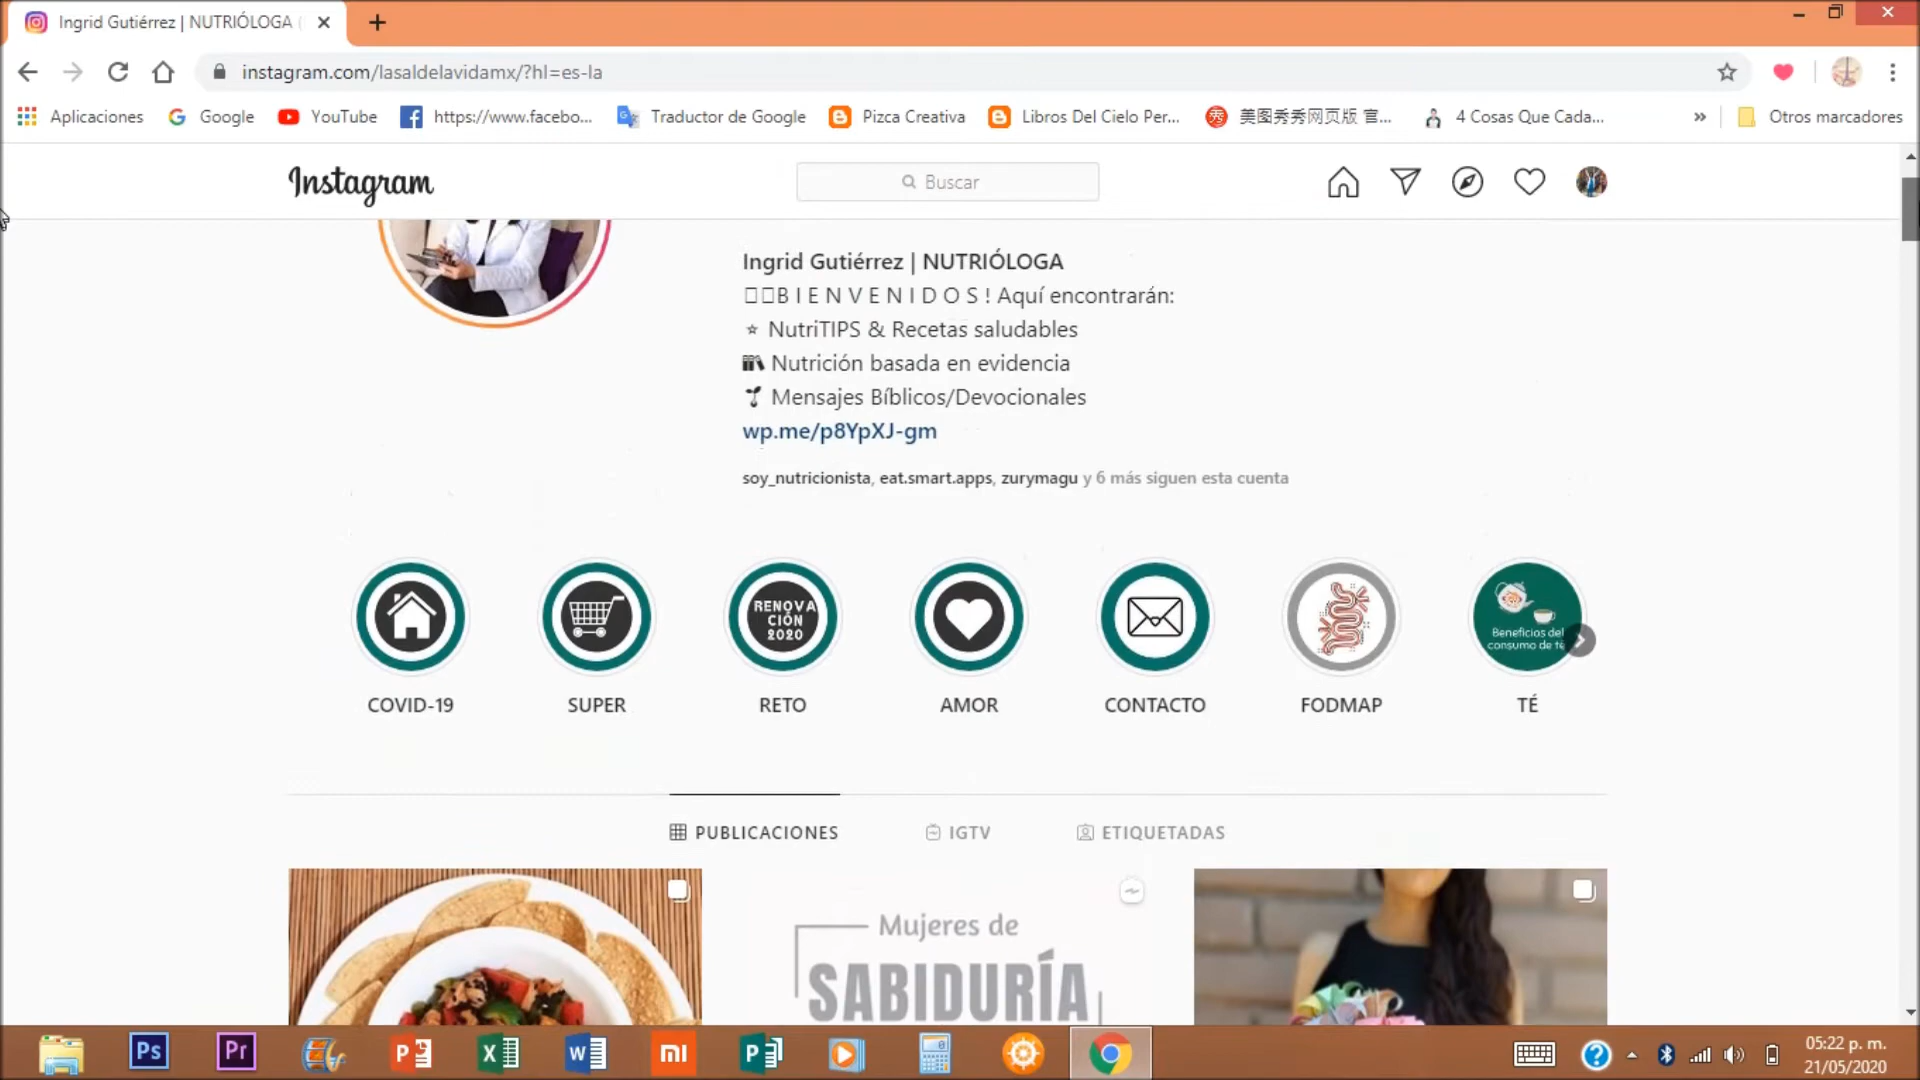 Ingrid Gutiérrez | NUTRIÓLOGA (
instagram.com/lasaldelavidamx/?hl=es-la
Aplicaciones
Google
YouTube
https://www.facebo...
Traductor de Google
Pizca Creativa
Libros Del Cielo Per...
美图秀秀网页版 官...
4 Cosas Que Cada...
»
Otros marcadores
Instagram
Buscar
Ingrid Gutiérrez | NUTRIÓLOGA
B I E N V E N I D O S ! Aquí encontrarán:
☆ NutriTIPS & Recetas saludables
Nutrición basada en evidencia
Mensajes Bíblicos/Devocionales
wp.me/p8YpXJ-gm
soy_nutricionista, eat.smart.apps, zurymagu y 6 más siguen esta cuenta
RENOVA
CIÓN
2020
Beneficios del
consumo de té
COVID-19
SUPER
RETO
AMOR
CONTACTO
FODMAP
TÉ
PUBLICACIONES
IGTV
ETIQUETADAS
Mujeres de
SABIDURÍA
Ps
Pr
P
X
W
mi
P
05:22 p. m.
21/05/2020